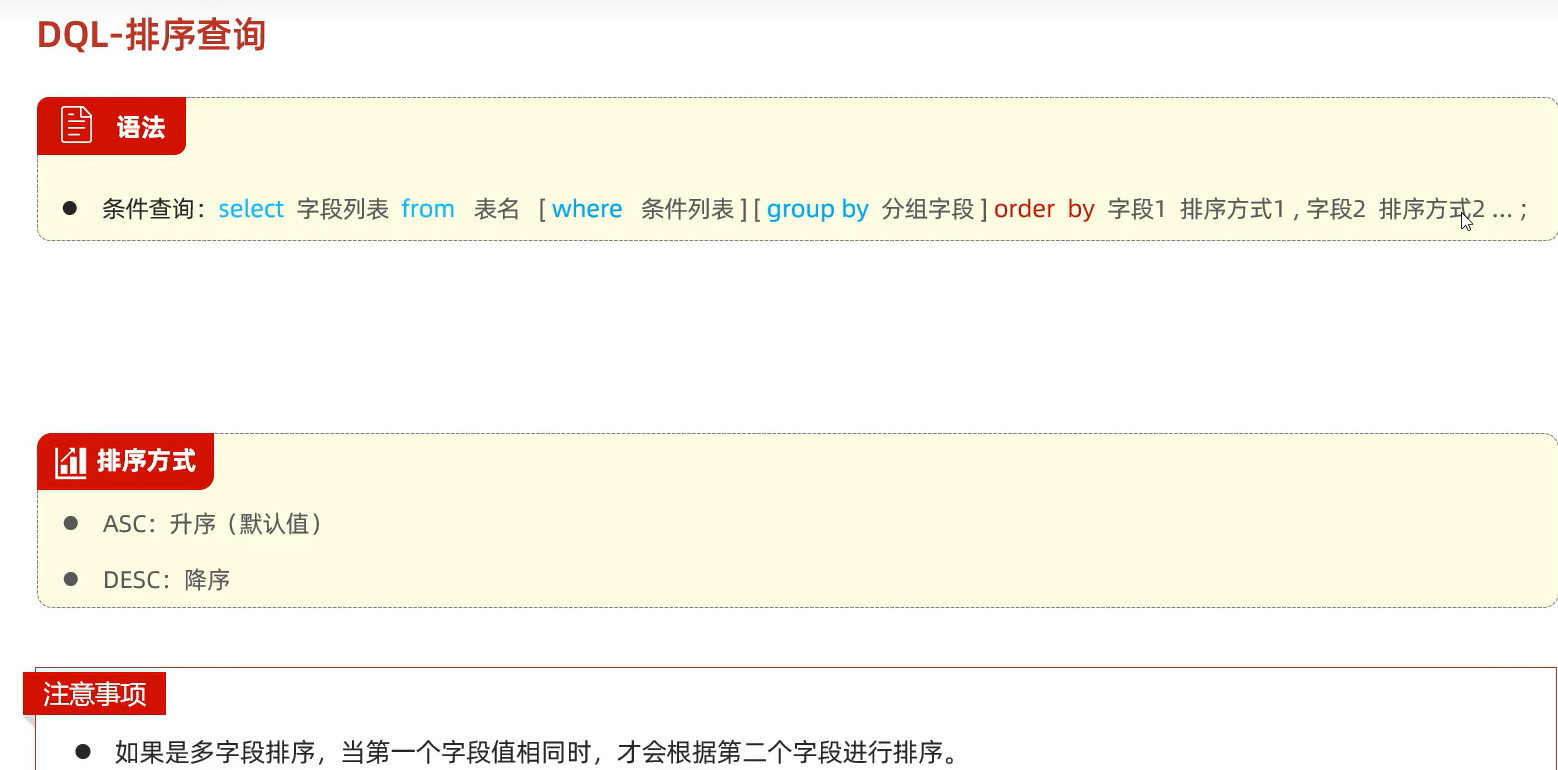 DQL-排序查询
语法
条件查询：select 字段列表 from 表名 [ where 条件列表 ] [ group by 分组字段 ] order by 字段1 排序方式1 , 字段2 排序方式2 … ;
排序方式
ASC：升序（默认值）
DESC：降序
注意事项
如果是多字段排序，当第一个字段值相同时，才会根据第二个字段进行排序。